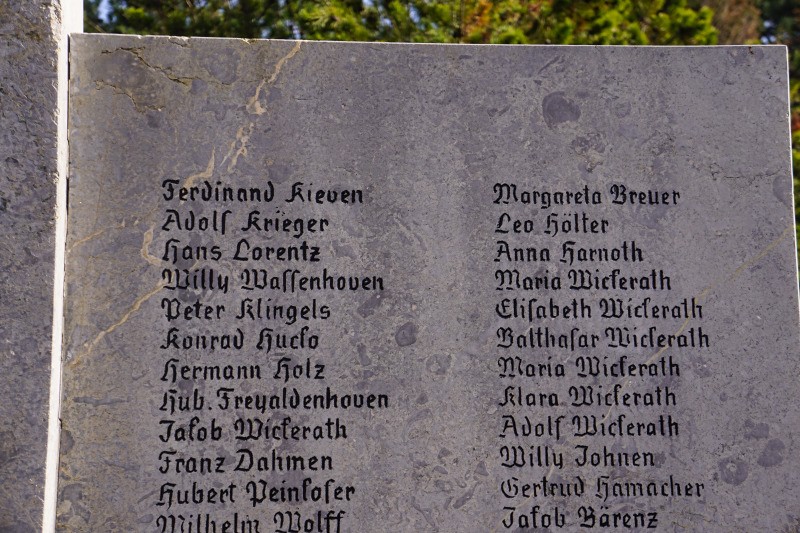 Ferdinand Kieven
Adolf Krieger
Hans Lorentz
Willy Wassenhoven
Peter Klingels
Konrad Hucko
Hermann Holz
Hub. Freyaldenhoven
Jakob Wickerath
Franz Dahmen
Hubert Peinkofer
Wilhelm Wolff
Margareta Breuer
Leo Hölter
Anna Harnoth
Maria Wickerath
Elisabeth Wickerath
Balthasar Wickerath
Maria Wickerath
Klara Wickerath
Adolf Wickerath
Willy Johnen
Gertrud Hamacher
Jakob Bärenz